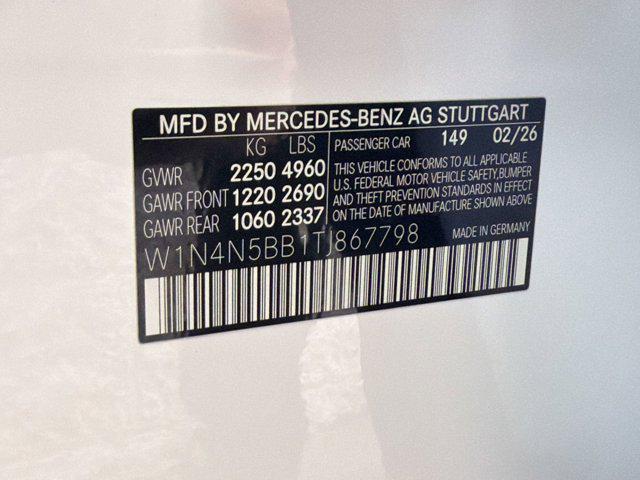 MFD BY MERCEDES-BENZ AG STUTTGART
KG LBS
GVWR 2250 4960
GAWR FRONT 1220 2690
GAWR REAR 1060 2337
PASSENGER CAR 149 02/26
THIS VEHICLE CONFORMS TO ALL APPLICABLE
U.S. FEDERAL MOTOR VEHICLE SAFETY,BUMPER
AND THEFT PREVENTION STANDARDS IN EFFECT
ON THE DATE OF MANUFACTURE SHOWN ABOVE.
MADE IN GERMANY
W1N4N5BB1TJ867798